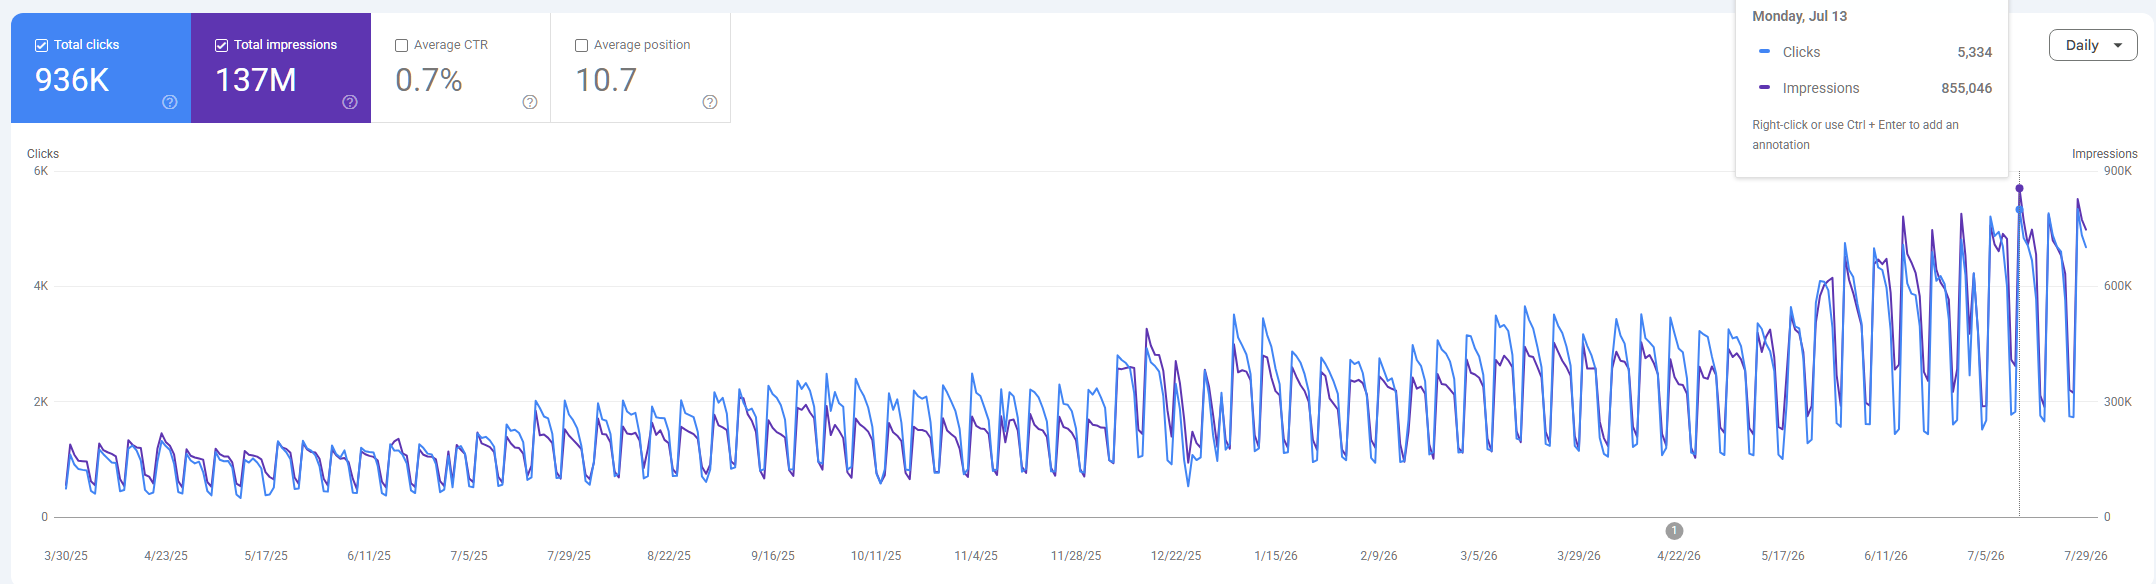 Total clicks
936K
Total impressions
137M
Average CTR
0.7%
Average position
10.7
Monday, Jul 13
Clicks 5,334
Impressions 855,046
Right-click or use Ctrl + Enter to add an
annotation
Daily
Clicks
Impressions
6K
900K
4K
600K
2K
300K
0
0
1
3/30/25 4/23/25 5/17/25 6/11/25 7/5/25 7/29/25 8/22/25 9/16/25 10/11/25 11/4/25 11/28/25 12/22/25 1/15/26 2/9/26 3/5/26 3/29/26 4/22/26 5/17/26 6/11/26 7/5/26 7/29/26